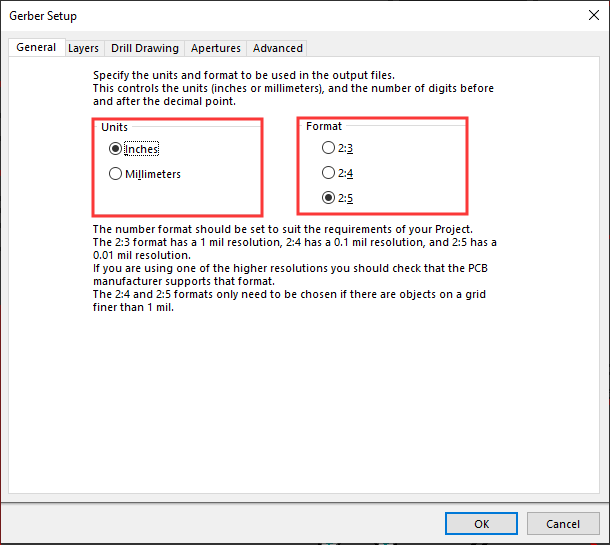 Gerber Setup
General Layers Drill Drawing Apertures Advanced
Specify the units and format to be used in the output files.
This controls the units (inches or millimeters), and the number of digits before
and after the decimal point.
Units
Inches
Millimeters
Format
2:3
2:4
2:5
The number format should be set to suit the requirements of your Project.
The 2:3 format has a 1 mil resolution, 2:4 has a 0.1 mil resolution, and 2:5 has a
0.01 mil resolution.
If you are using one of the higher resolutions you should check that the PCB
manufacturer supports that format.
The 2:4 and 2:5 formats only need to be chosen if there are objects on a grid
finer than 1 mil.
OK Cancel